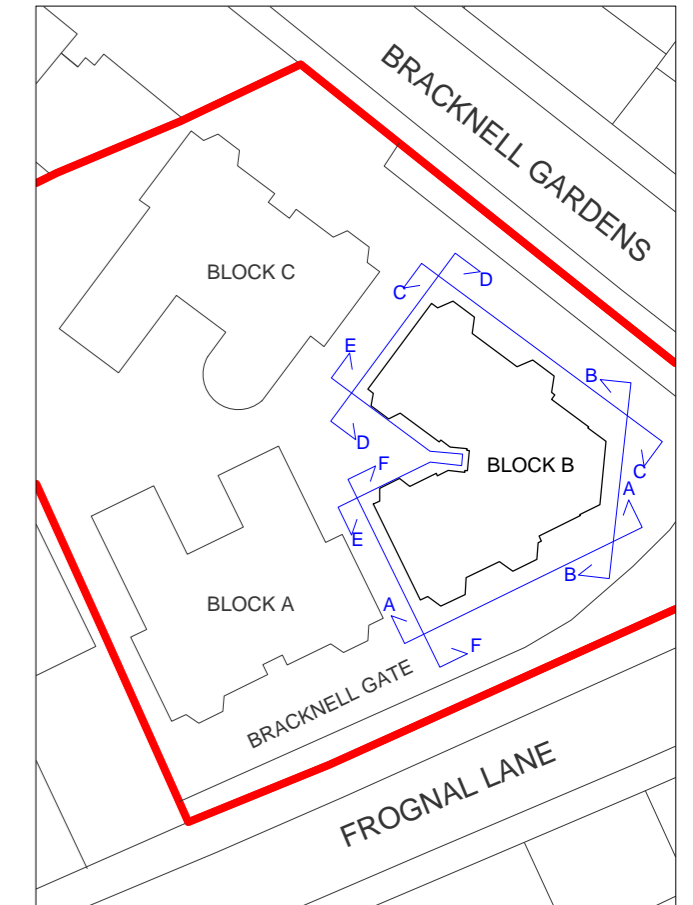 BRACKNELL GARDENS
BLOCK C
D
C
E
B
D
F
BLOCK B
C
A
E
B
BLOCK A
A
F
BRACKNELL GATE
FROGNAL LANE